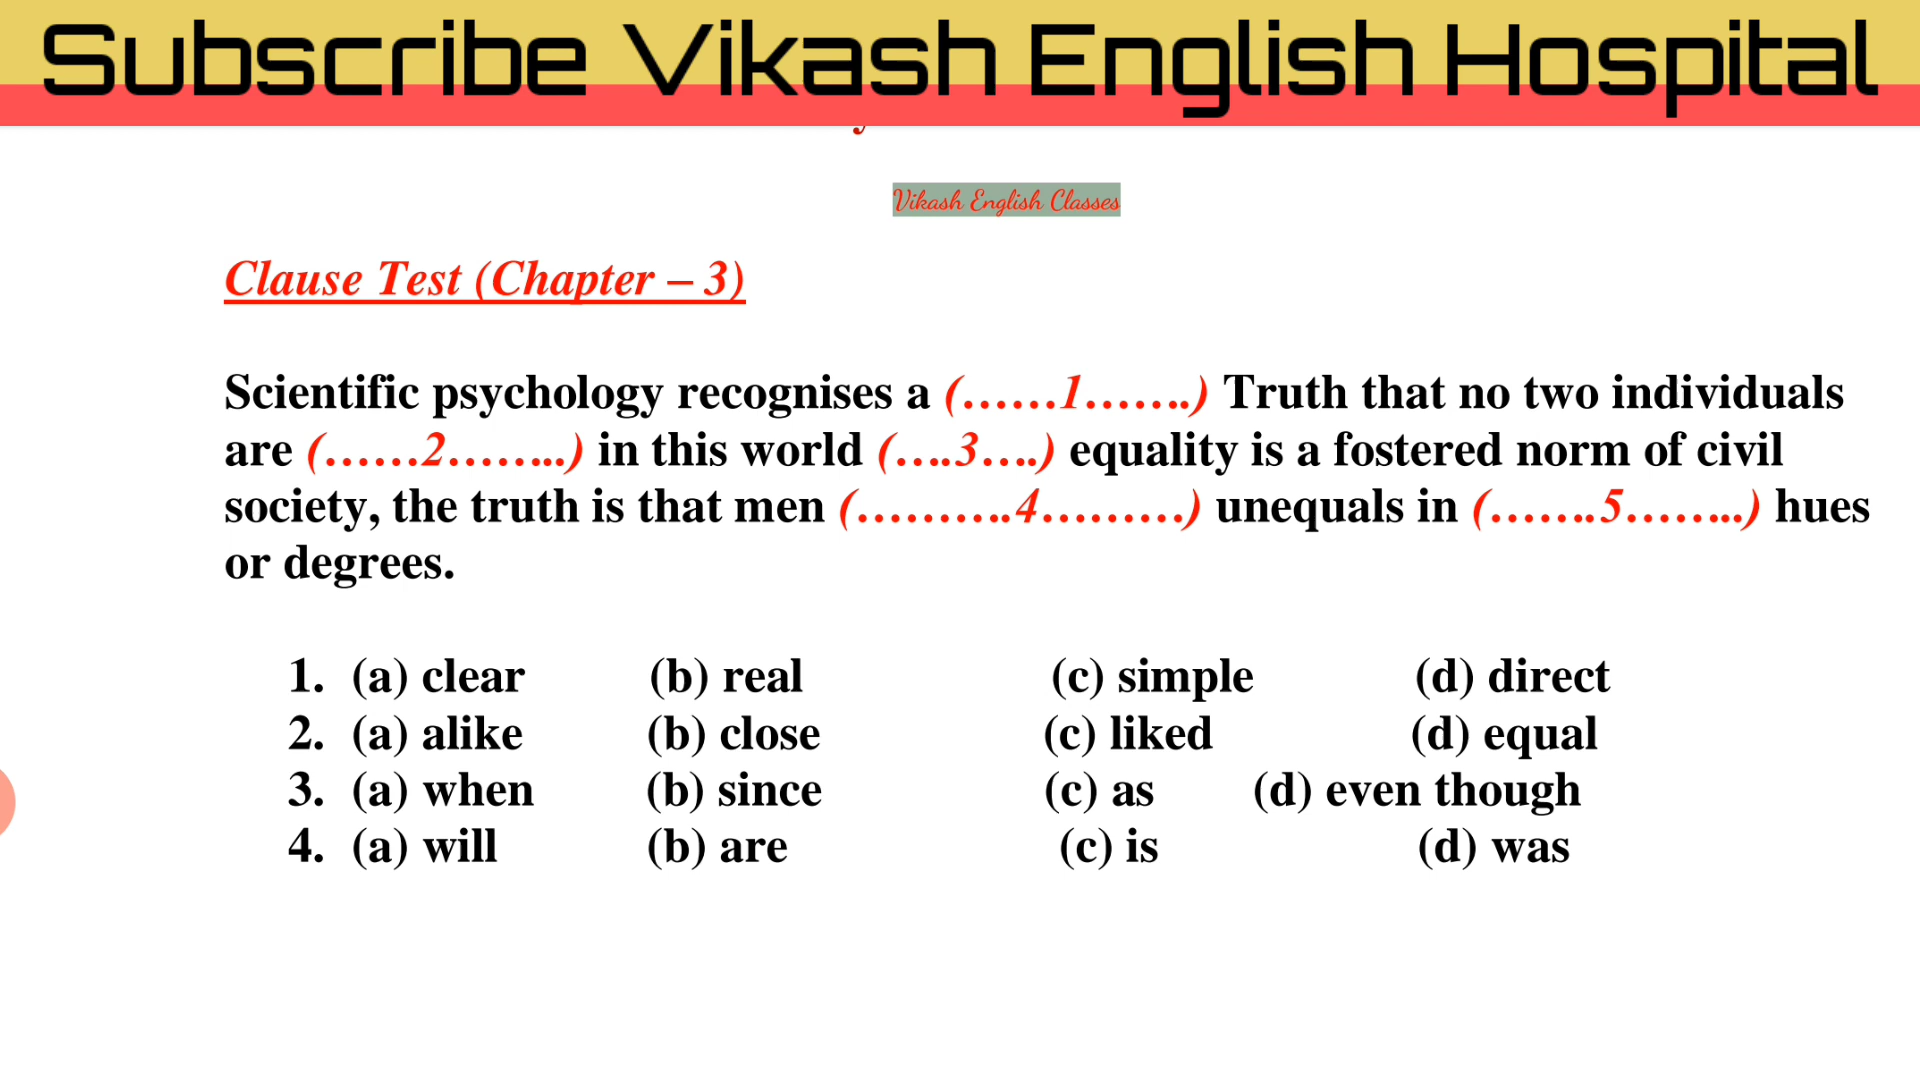 Subscribe Vikash English Hospital
Vikash English Classes
Clause Test (Chapter – 3)
Scientific psychology recognises a (……1…….) Truth that no two individuals
are (……2……..) in this world (….3….) equality is a fostered norm of civil
society, the truth is that men (……….4………) unequals in (…….5……..) hues
or degrees.
1. (a) clear (b) real (c) simple (d) direct
2. (a) alike (b) close (c) liked (d) equal
3. (a) when (b) since (c) as (d) even though
4. (a) will (b) are (c) is (d) was